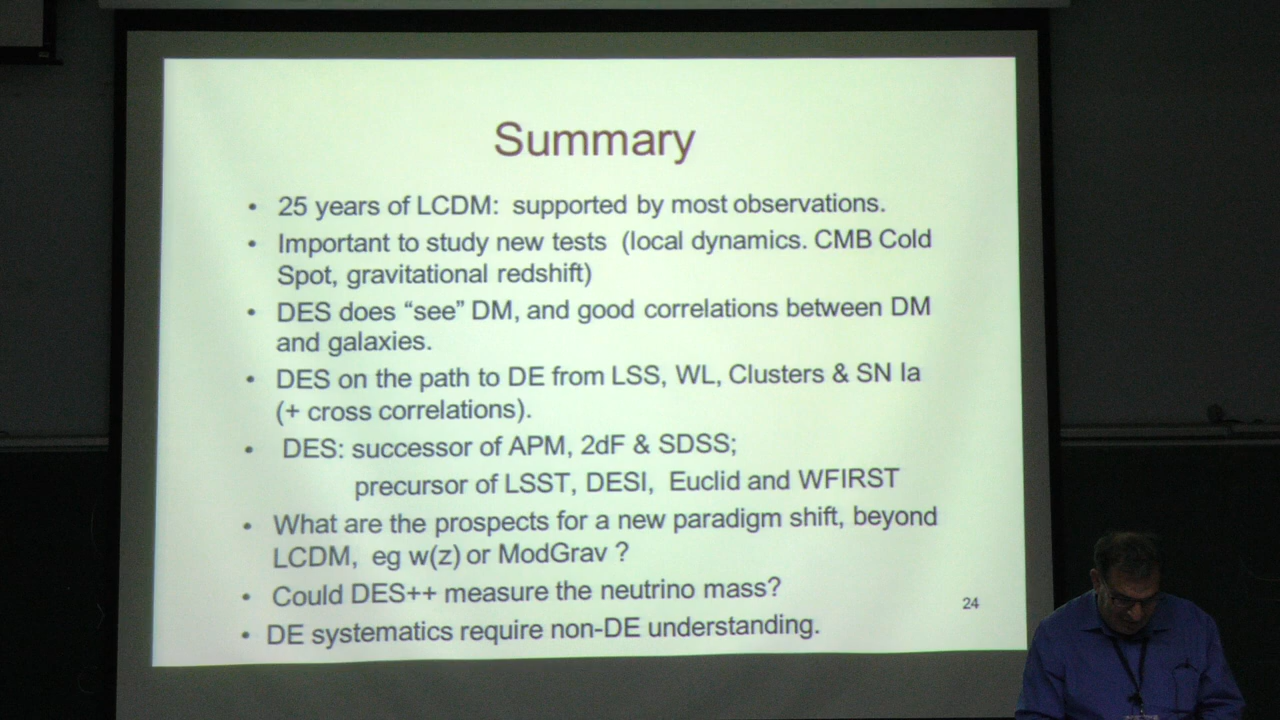 Summary
• 25 years of LCDM: supported by most observations.
• Important to study new tests (local dynamics. CMB Cold
Spot, gravitational redshift)
• DES does “see” DM, and good correlations between DM
and galaxies.
• DES on the path to DE from LSS, WL, Clusters & SN Ia
(+ cross correlations).
• DES: successor of APM, 2dF & SDSS;
precursor of LSST, DESI, Euclid and WFIRST
• What are the prospects for a new paradigm shift, beyond
LCDM, eg w(z) or ModGrav ?
• Could DES++ measure the neutrino mass?
• DE systematics require non-DE understanding.
24